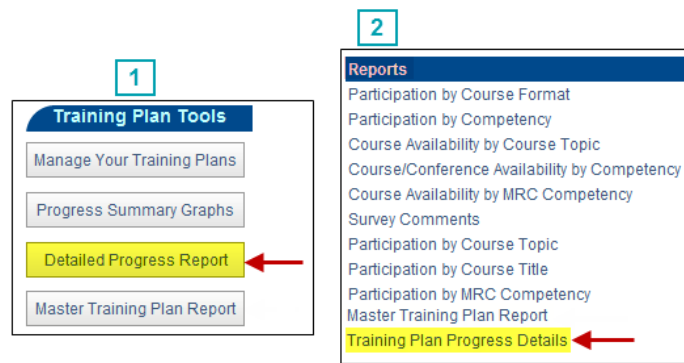 1
Training Plan Tools
Manage Your Training Plans
Progress Summary Graphs
Detailed Progress Report
Master Training Plan Report
2
Reports
Participation by Course Format
Participation by Competency
Course Availability by Course Topic
Course/Conference Availability by Competency
Course Availability by MRC Competency
Survey Comments
Participation by Course Topic
Participation by Course Title
Participation by MRC Competency
Master Training Plan Report
Training Plan Progress Details